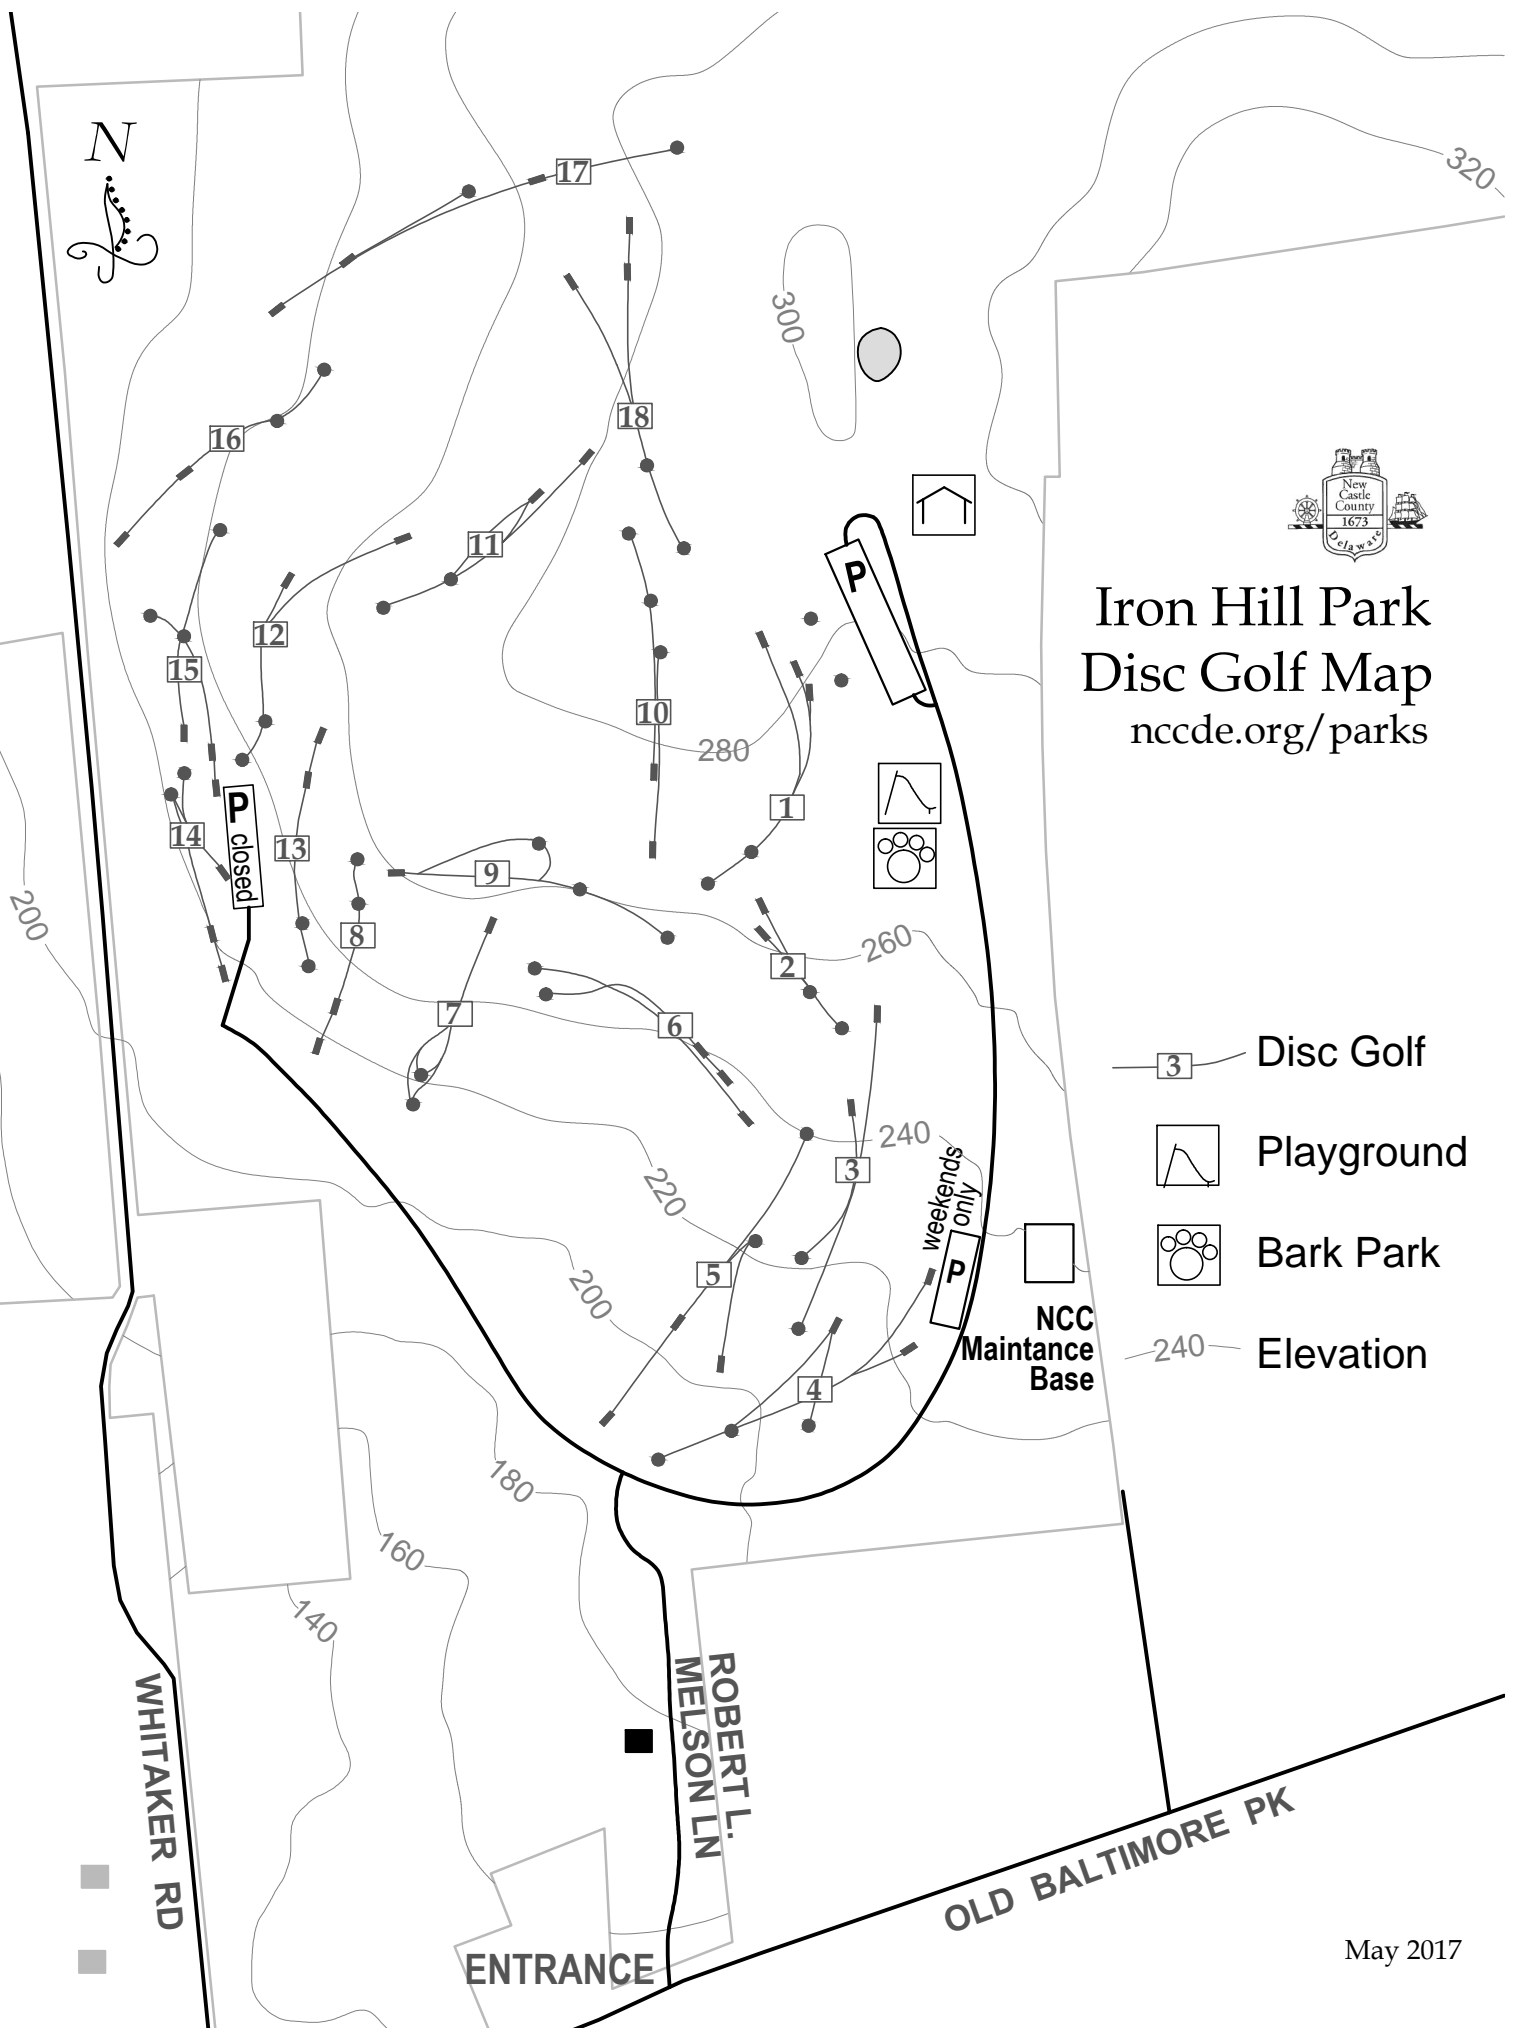 N
17
320
300
18
16
New
Castle
County
1673
Delaware
11
P
Iron Hill Park
Disc Golf Map
nccde.org/parks
12
15
10
280
1
P
closed
14
13
9
200
8
2
260
7
6
3
Disc Golf
240
3
weekends
only
Playground
220
5
P
200
Bark Park
NCC
Maintance
Base
240
Elevation
4
180
160
140
ROBERT L.
MELSON LN
WHITAKER RD
OLD BALTIMORE PK
ENTRANCE
May 2017